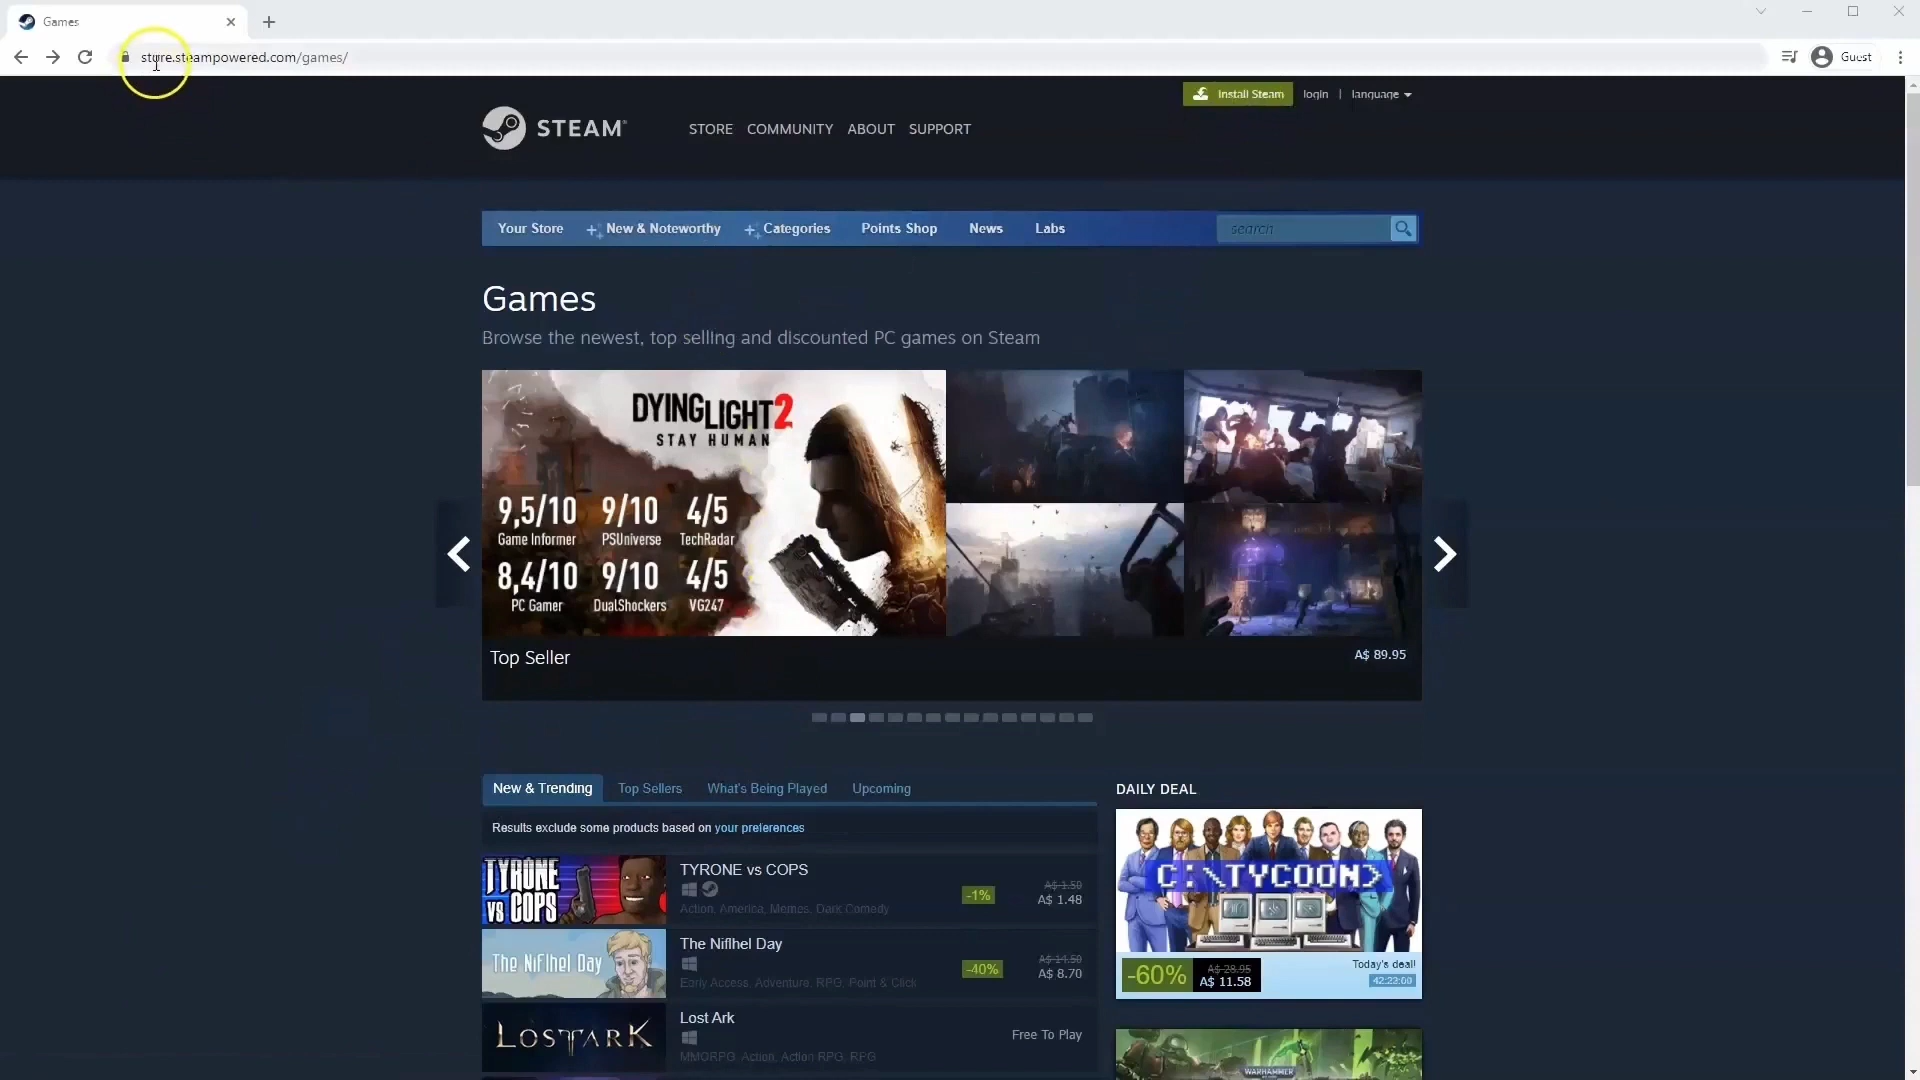 Games
store.steampowered.com/games/
Guest
Install Steam
login | language
STEAM
STORE COMMUNITY ABOUT SUPPORT
Your Store New & Noteworthy Categories Points Shop News Labs search
Games
Browse the newest, top selling and discounted PC games on Steam
DYING LIGHT 2
STAY HUMAN
9,5/10 9/10 4/5
Game Informer PSUniverse TechRadar
8,4/10 9/10 4/5
PC Gamer DualShockers VG247
Top Seller A$ 89.95
New & Trending Top Sellers What's Being Played Upcoming
Results exclude some products based on your preferences
TYRONE
VS COPS
TYRONE vs COPS
-1%
A$ 1.50
A$ 1.48
Action, America, Memes, Dark Comedy
The Niflhel Day
The Niflhel Day
-40%
A$ 14.50
A$ 8.70
Early Access, Adventure, RPG, Point & Click
LOST ARK
Lost Ark
Free To Play
MMORPG, Action, Action RPG, RPG
DAILY DEAL
C:\TYCOON>
-60%
A$ 28.95
A$ 11.58
Today's deal!
42:22:00
WARHAMMER